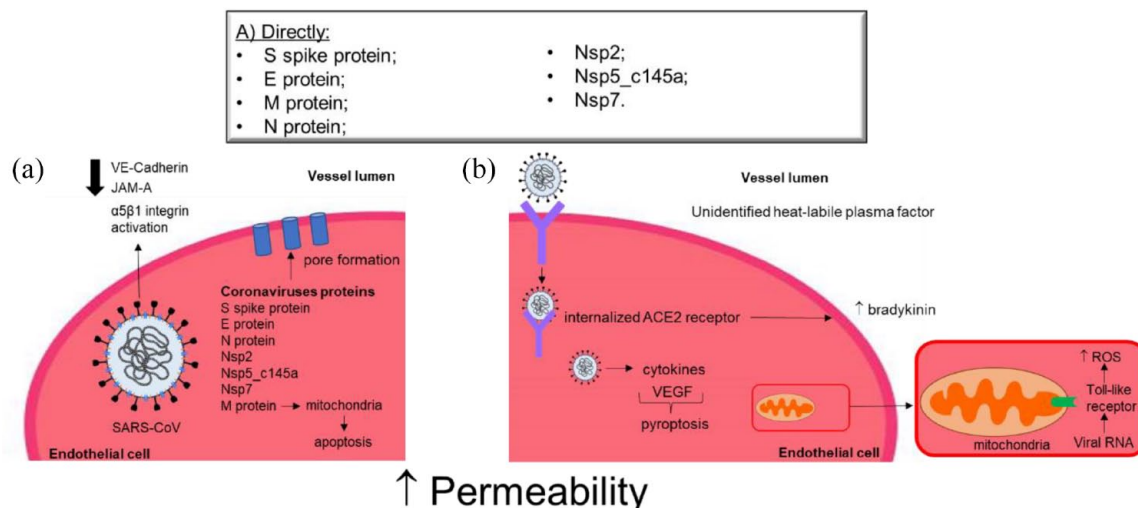 A) Directly:
• S spike protein;
• E protein;
• M protein;
• N protein;
• Nsp2;
• Nsp5_c145a;
• Nsp7.
(a)
VE-Cadherin
JAM-A
α5β1 integrin
activation
Vessel lumen
pore formation
Coronaviruses proteins
S spike protein
E protein
N protein
Nsp2
Nsp5_c145a
Nsp7
M protein → mitochondria
apoptosis
SARS-CoV
Endothelial cell
(b)
Vessel lumen
Unidentified heat-labile plasma factor
internalized ACE2 receptor
↑ bradykinin
cytokines
VEGF
pyroptosis
Endothelial cell
↑ ROS
Toll-like
receptor
Viral RNA
mitochondria
↑ Permeability